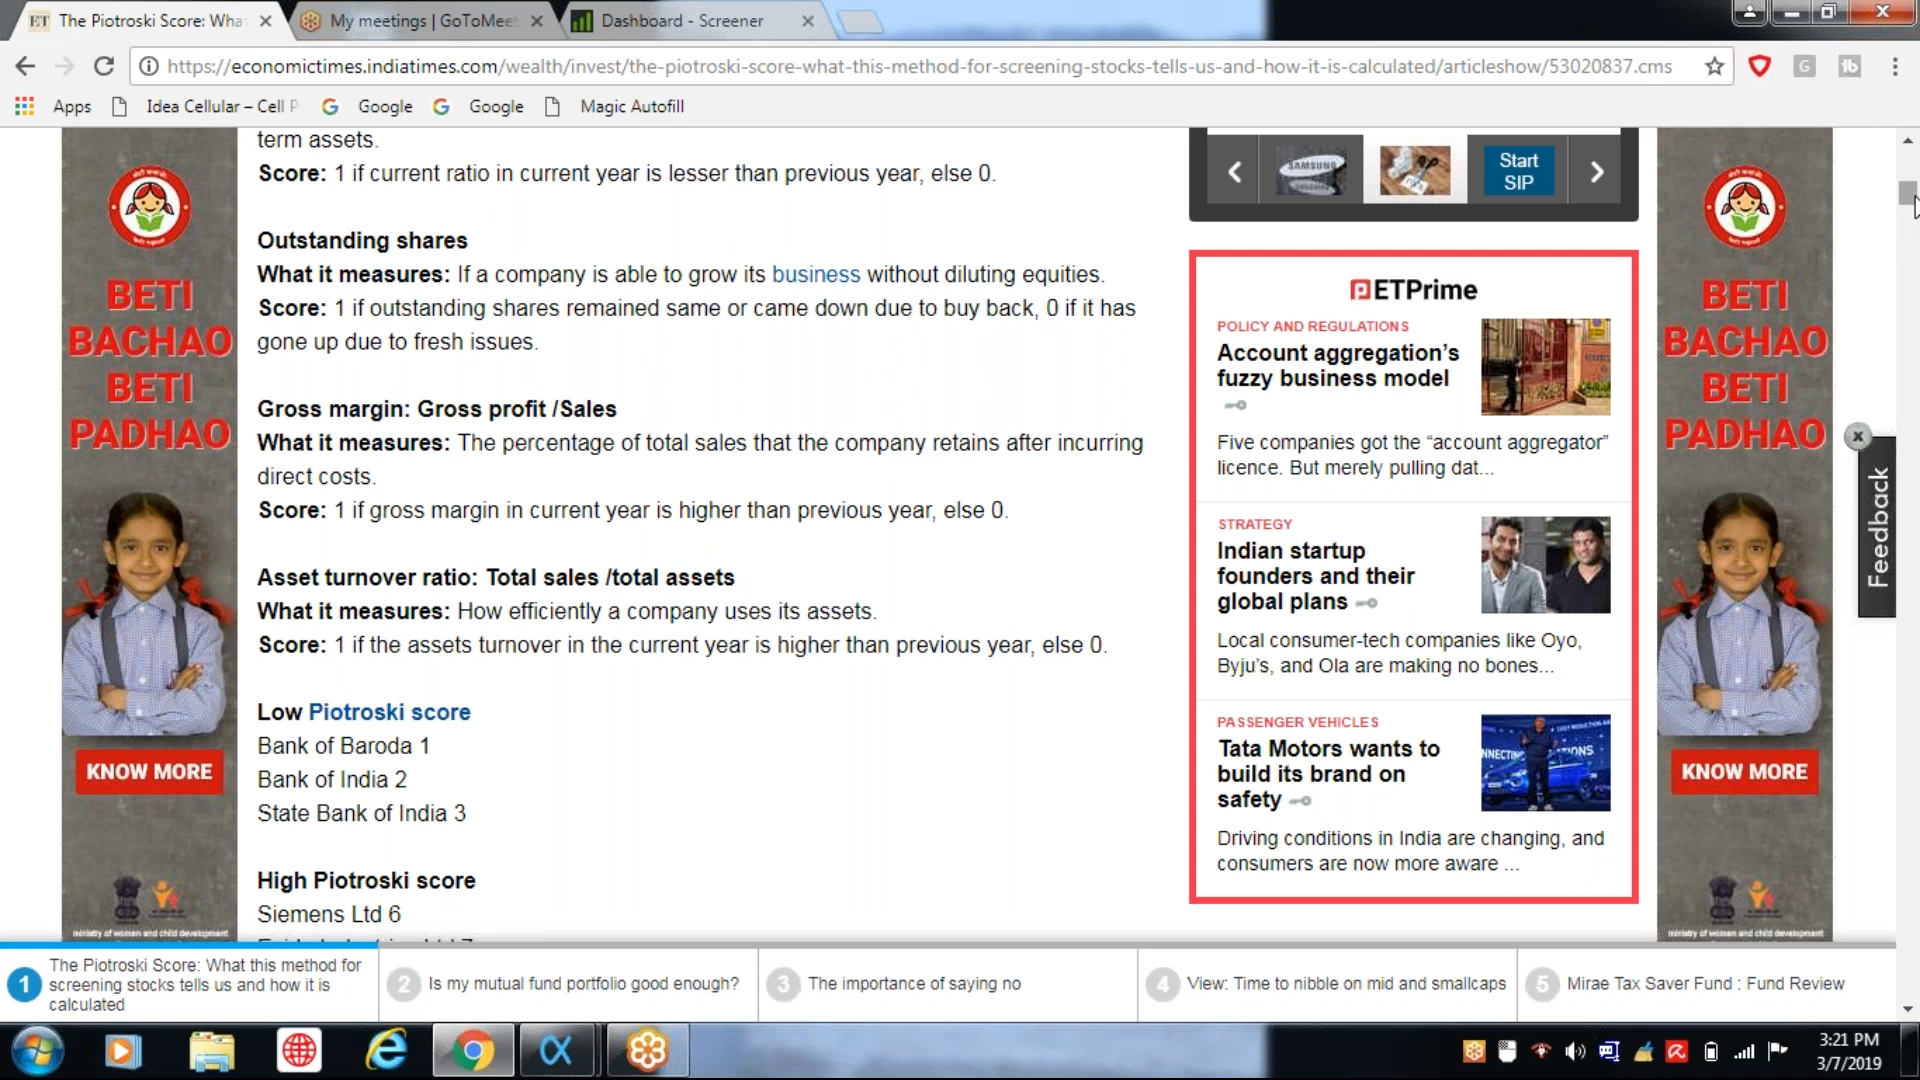 The Piotroski Score: Wha
My meetings | GoToMeet
Dashboard - Screener
https://economictimes.indiatimes.com/wealth/invest/the-piotroski-score-what-this-method-for-screening-stocks-tells-us-and-how-it-is-calculated/articleshow/53020837.cms
Apps
Idea Cellular – Cell P
Google
Google
Magic Autofill
term assets.
Score: 1 if current ratio in current year is lesser than previous year, else 0.
Outstanding shares
What it measures: If a company is able to grow its business without diluting equities.
Score: 1 if outstanding shares remained same or came down due to buy back, 0 if it has
gone up due to fresh issues.
Gross margin: Gross profit /Sales
What it measures: The percentage of total sales that the company retains after incurring
direct costs.
Score: 1 if gross margin in current year is higher than previous year, else 0.
Asset turnover ratio: Total sales /total assets
What it measures: How efficiently a company uses its assets.
Score: 1 if the assets turnover in the current year is higher than previous year, else 0.
Low Piotroski score
Bank of Baroda 1
Bank of India 2
State Bank of India 3
High Piotroski score
Siemens Ltd 6
BETI
BACHAO
BETI
PADHAO
KNOW MORE
ministry of women and child development
SAMSUNG
Start
SIP
ETPrime
POLICY AND REGULATIONS
Account aggregation's
fuzzy business model
Five companies got the “account aggregator”
licence. But merely pulling dat...
STRATEGY
Indian startup
founders and their
global plans
Local consumer-tech companies like Oyo,
Byju's, and Ola are making no bones...
PASSENGER VEHICLES
Tata Motors wants to
build its brand on
safety
Driving conditions in India are changing, and
consumers are now more aware ...
BETI
BACHAO
BETI
PADHAO
KNOW MORE
ministry of women and child development
Feedback
1 The Piotroski Score: What this method for
screening stocks tells us and how it is
calculated
2 Is my mutual fund portfolio good enough?
3 The importance of saying no
4 View: Time to nibble on mid and smallcaps
5 Mirae Tax Saver Fund : Fund Review
3:21 PM
3/7/2019